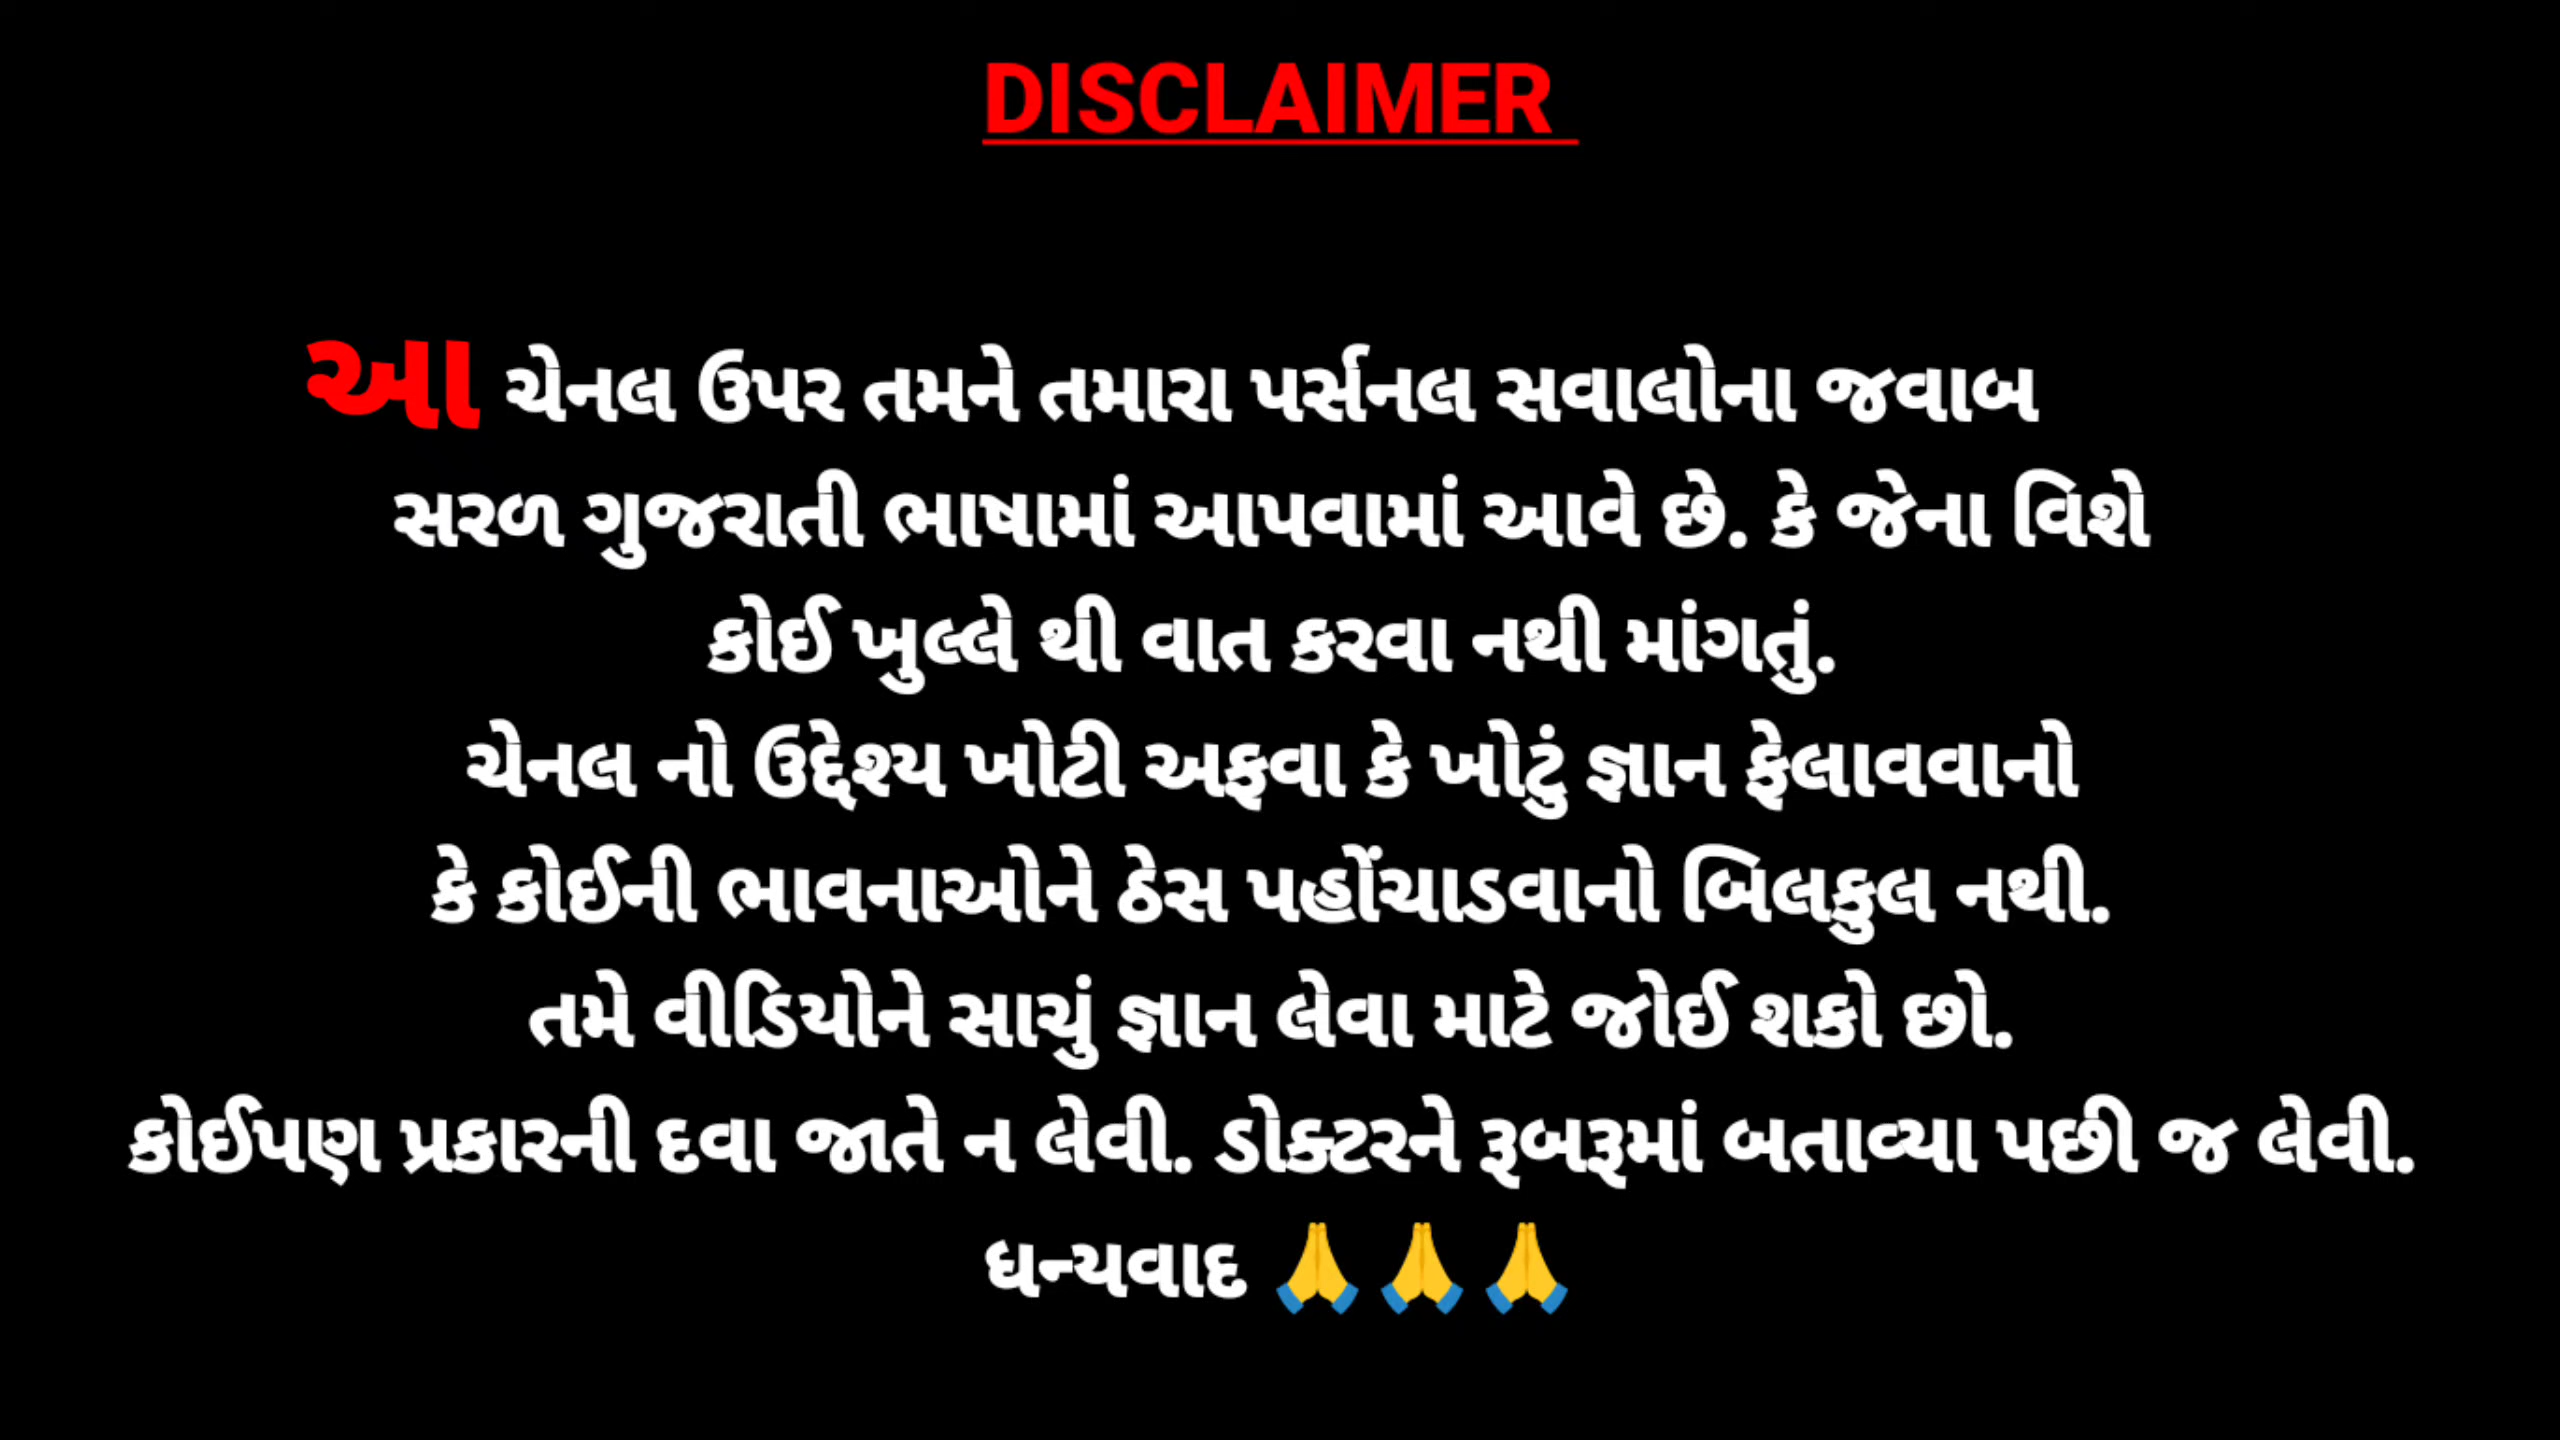 DISCLAIMER
આ ચેનલ ઉપર તમને તમારા પર્સનલ સવાલોના જવાબ
સરળ ગુજરાતી ભાષામાં આપવામાં આવે છે. કે જેના વિશે
કોઈ ખુલ્લે થી વાત કરવા નથી માંગતું.
ચેનલ નો ઉદ્દેશ્ય ખોટી અફવા કે ખોટું જ્ઞાન ફેલાવવાનો
કે કોઈની ભાવનાઓને ઠેસ પહોંચાડવાનો બિલકુલ નથી.
તમે વીડિયોને સાચું જ્ઞાન લેવા માટે જોઈ શકો છો.
કોઈપણ પ્રકારની દવા જાતે ન લેવી. ડોક્ટરને રૂબરૂમાં બતાવ્યા પછી જ લેવી.
ધન્યવાદ 🙏🙏🙏